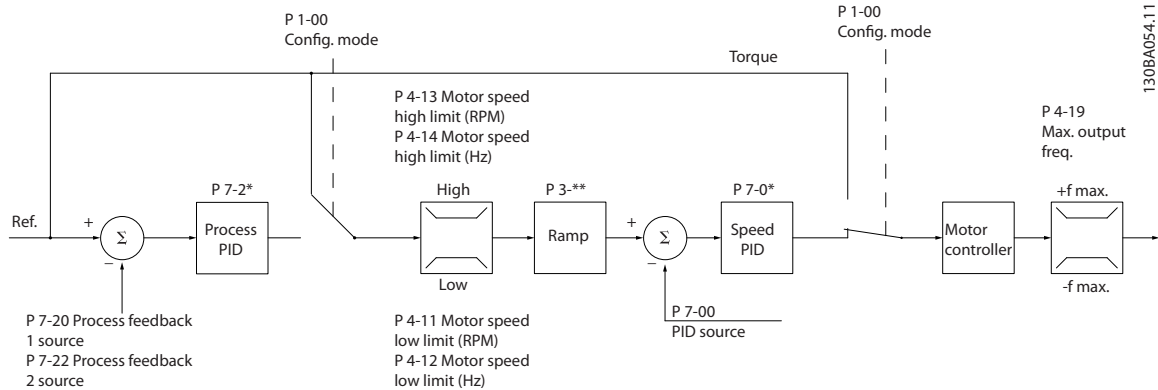 P 1-00
Config. mode
P 1-00
Config. mode
130BA054.11
Torque
P 4-13 Motor speed
high limit (RPM)
P 4-14 Motor speed
high limit (Hz)
P 4-19
Max. output
freq.
P 7-2*
High
P 3-**
P 7-0*
+f max.
Ref.
+
Σ
−
Process
PID
Ramp
+
Σ
−
Speed
PID
Motor
controller
Low
-f max.
P 7-20 Process feedback
1 source
P 7-22 Process feedback
2 source
P 4-11 Motor speed
low limit (RPM)
P 4-12 Motor speed
low limit (Hz)
P 7-00
PID source